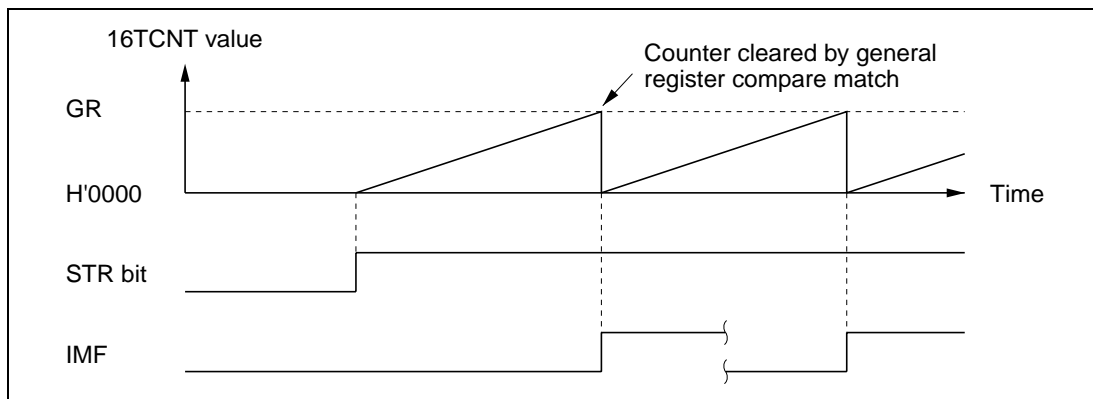 16TCNT value
Counter cleared by general
register compare match
GR
H'0000
Time
STR bit
IMF